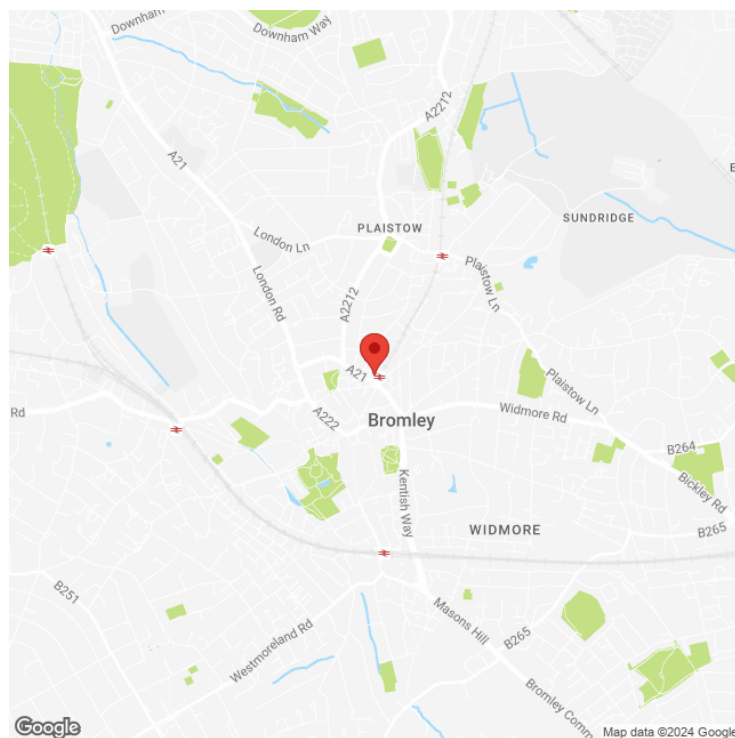 Downham
Downham Way
A2212
A21
PLAISTOW
SUNDRIDGE
London Ln
Plaistow Ln
London Rd
A2212
A21
Plaistow Ln
Rd
A222
Bromley
Widmore Rd
B264
Kentish Way
Bickley Rd
WIDMORE
B265
B251
Masons Hill
Westmoreland Rd
B265
Bromley Comm
Google
Map data ©2024 Google